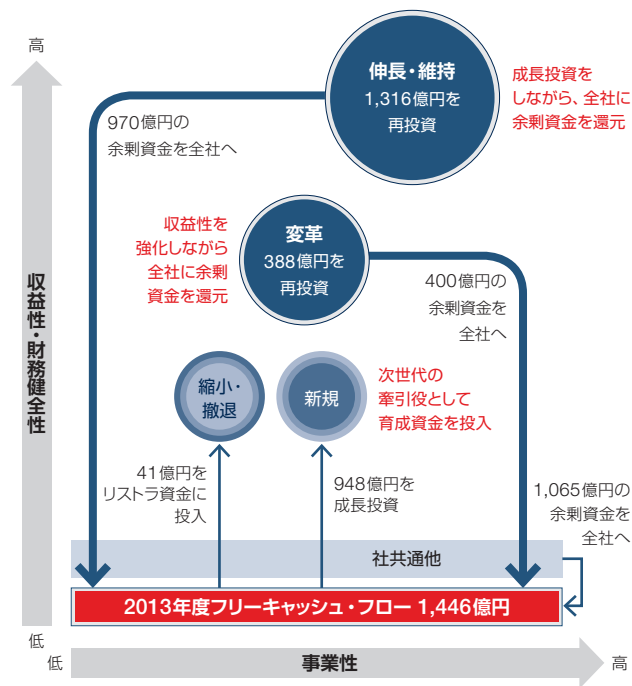 高
伸長・維持
1,316億円を
再投資
成長投資を
しながら、全社に
余剰資金を還元
970億円の
余剰資金を全社へ
収益性を
強化しながら
全社に余剰
資金を還元
変革
388億円を
再投資
400億円の
余剰資金を
全社へ
収益性・財務健全性
縮小・
撤退
新規
次世代の
牽引役として
育成資金を投入
41億円を
リストラ資金に
投入
948億円を
成長投資
1,065億円の
余剰資金を
全社へ
社共通他
2013年度フリーキャッシュ・フロー 1,446億円
低
低
事業性
高